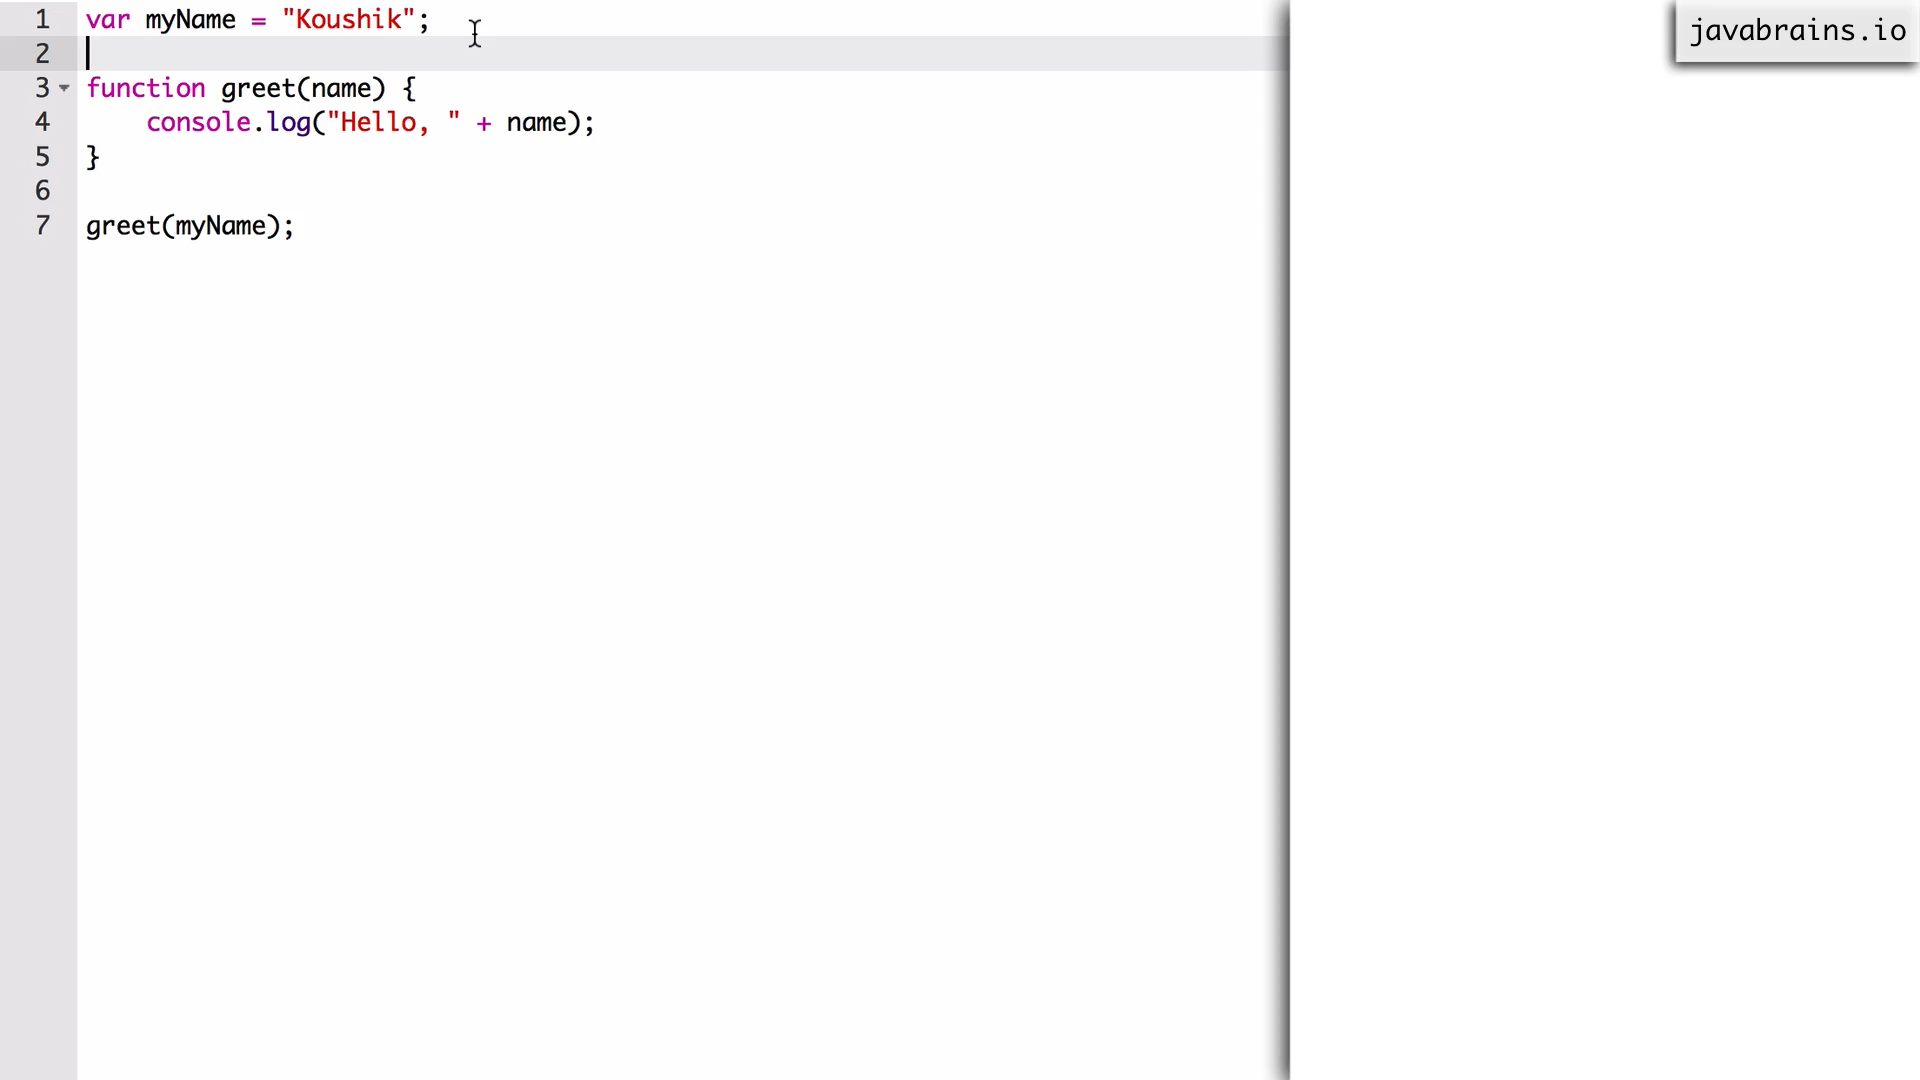 1 var myName = "Koushik";
2
3 function greet(name) {
4     console.log("Hello, " + name);
5 }
6
7 greet(myName);
javabrains.io